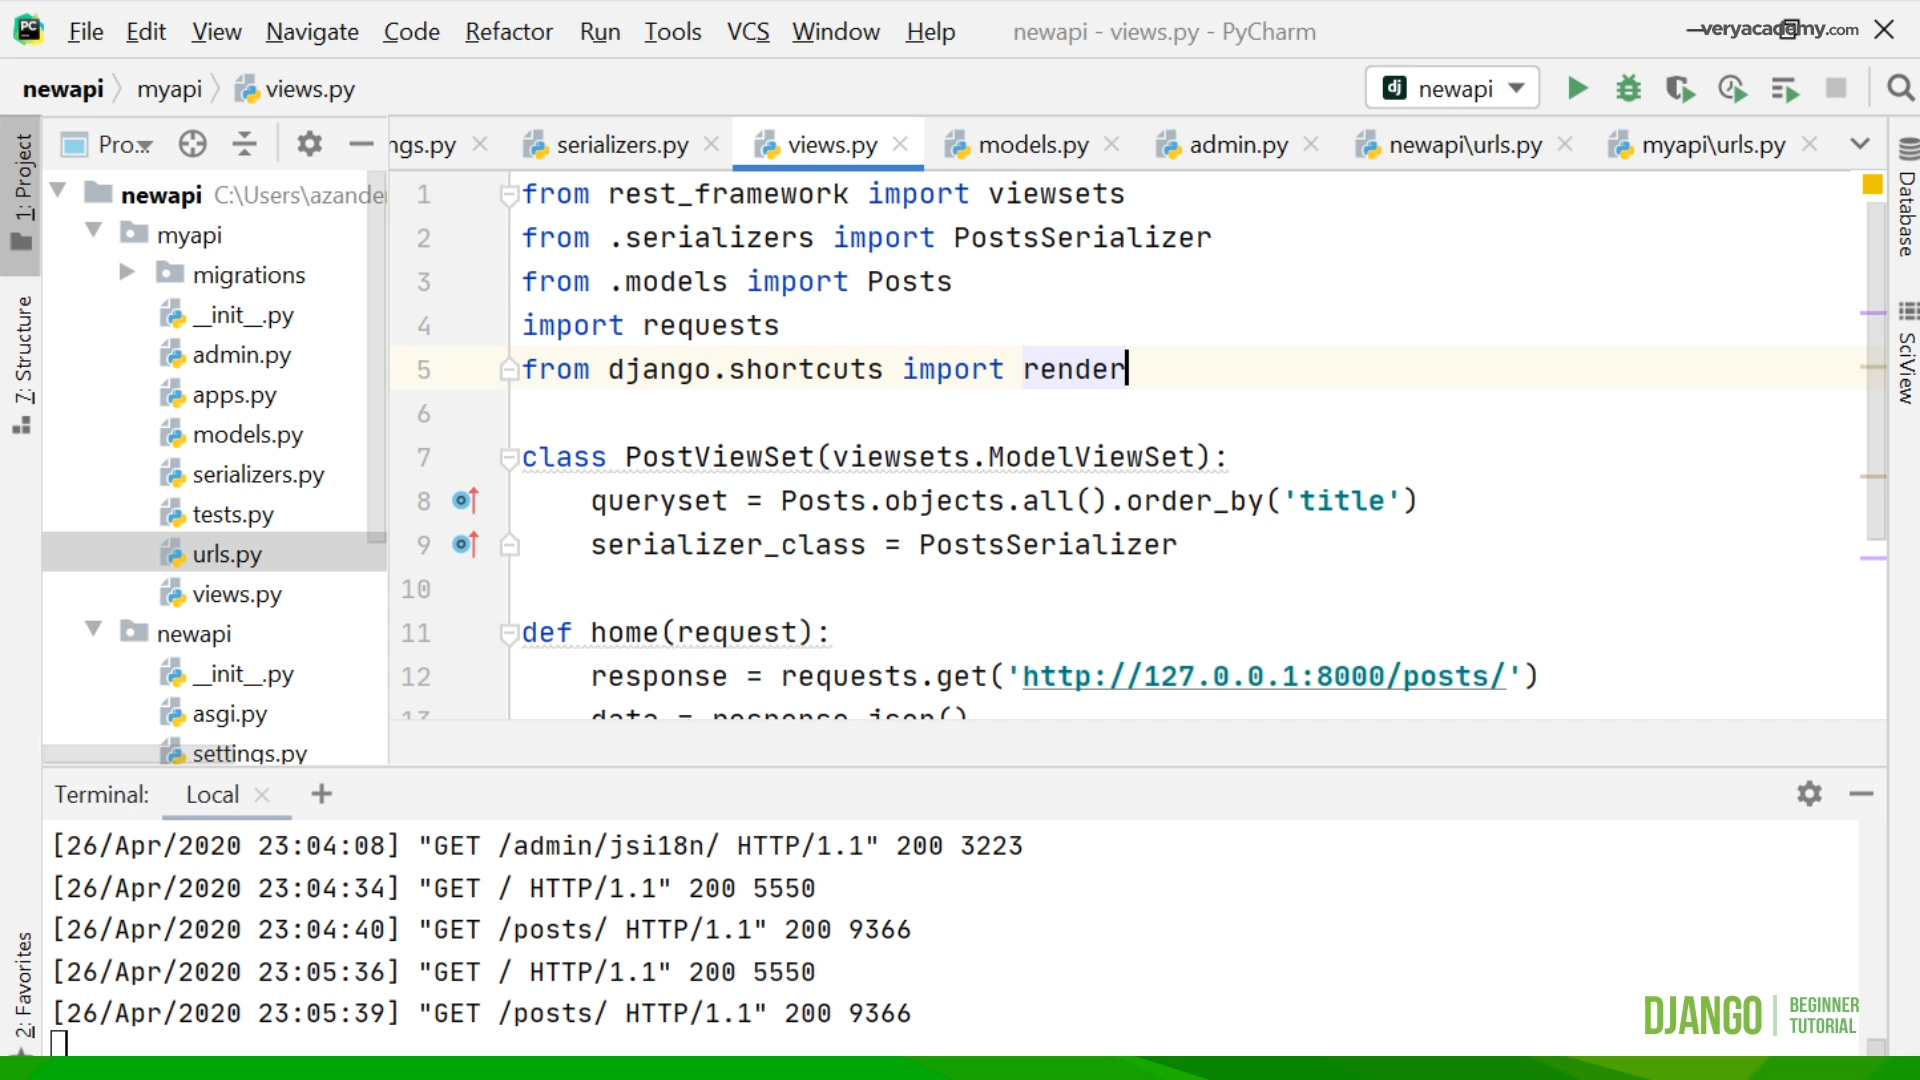 File Edit View Navigate Code Refactor Run Tools VCS Window Help newapi - views.py - PyCharm veryacademy.com
newapi myapi views.py newapi
1: Project
7: Structure
2: Favorites
Pro...
ngs.py serializers.py views.py models.py admin.py newapi\urls.py myapi\urls.py
Database
SciView
newapi C:\Users\azande
myapi
migrations
__init__.py
admin.py
apps.py
models.py
serializers.py
tests.py
urls.py
views.py
newapi
__init__.py
asgi.py
settings.py
1 from rest_framework import viewsets
2 from .serializers import PostsSerializer
3 from .models import Posts
4 import requests
5 from django.shortcuts import render
6
7 class PostViewSet(viewsets.ModelViewSet):
8 queryset = Posts.objects.all().order_by('title')
9 serializer_class = PostsSerializer
10
11 def home(request):
12 response = requests.get('http://127.0.0.1:8000/posts/')
13 data = response.json()
Terminal: Local
[26/Apr/2020 23:04:08] "GET /admin/jsi18n/ HTTP/1.1" 200 3223
[26/Apr/2020 23:04:34] "GET / HTTP/1.1" 200 5550
[26/Apr/2020 23:04:40] "GET /posts/ HTTP/1.1" 200 9366
[26/Apr/2020 23:05:36] "GET / HTTP/1.1" 200 5550
[26/Apr/2020 23:05:39] "GET /posts/ HTTP/1.1" 200 9366
DJANGO BEGINNER
TUTORIAL